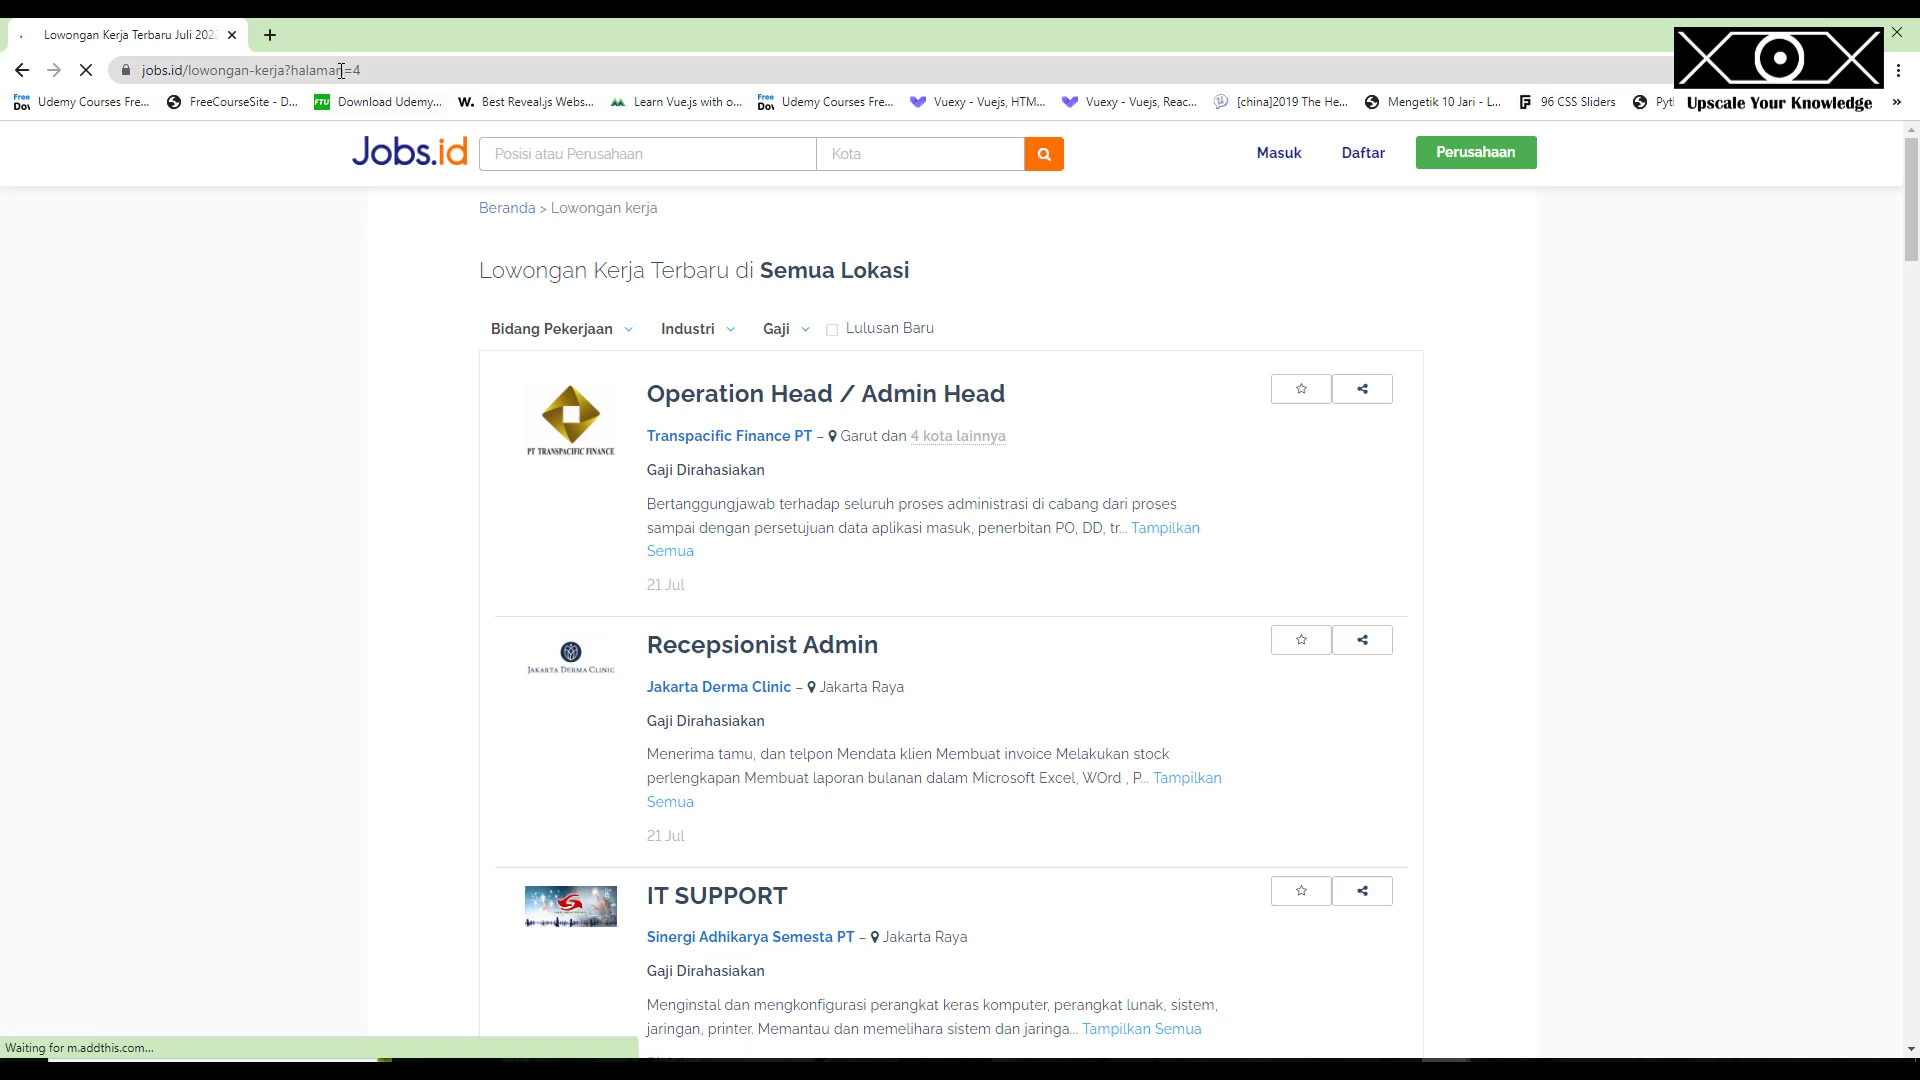 Lowongan Kerja Terbaru Juli 202
jobs.id/lowongan-kerja?halaman=4
Udemy Courses Fre...
FreeCourseSite - D...
FTU Download Udemy...
W. Best Reveal.js Webs...
Learn Vue.js with o...
Udemy Courses Fre...
Vuexy - Vuejs, HTM...
Vuexy - Vuejs, Reac...
[china]2019 The He...
Mengetik 10 Jari - L...
96 CSS Sliders
XOX
Upscale Your Knowledge
Jobs.id
Posisi atau Perusahaan
Kota
Masuk
Daftar
Perusahaan
Beranda > Lowongan kerja
Lowongan Kerja Terbaru di Semua Lokasi
Bidang Pekerjaan
Industri
Gaji
Lulusan Baru
PT TRANSPACIFIC FINANCE
Operation Head / Admin Head
Transpacific Finance PT – Garut dan 4 kota lainnya
Gaji Dirahasiakan
Bertanggungjawab terhadap seluruh proses administrasi di cabang dari proses
sampai dengan persetujuan data aplikasi masuk, penerbitan PO, DD, tr... Tampilkan
Semua
21 Jul
JAKARTA DERMA CLINIC
Recepsionist Admin
Jakarta Derma Clinic – Jakarta Raya
Gaji Dirahasiakan
Menerima tamu, dan telpon Mendata klien Membuat invoice Melakukan stock
perlengkapan Membuat laporan bulanan dalam Microsoft Excel, WOrd , P... Tampilkan
Semua
21 Jul
IT SUPPORT
Sinergi Adhikarya Semesta PT – Jakarta Raya
Gaji Dirahasiakan
Menginstal dan mengkonfigurasi perangkat keras komputer, perangkat lunak, sistem,
jaringan, printer. Memantau dan memelihara sistem dan jaringa... Tampilkan Semua
Waiting for m.addthis.com...